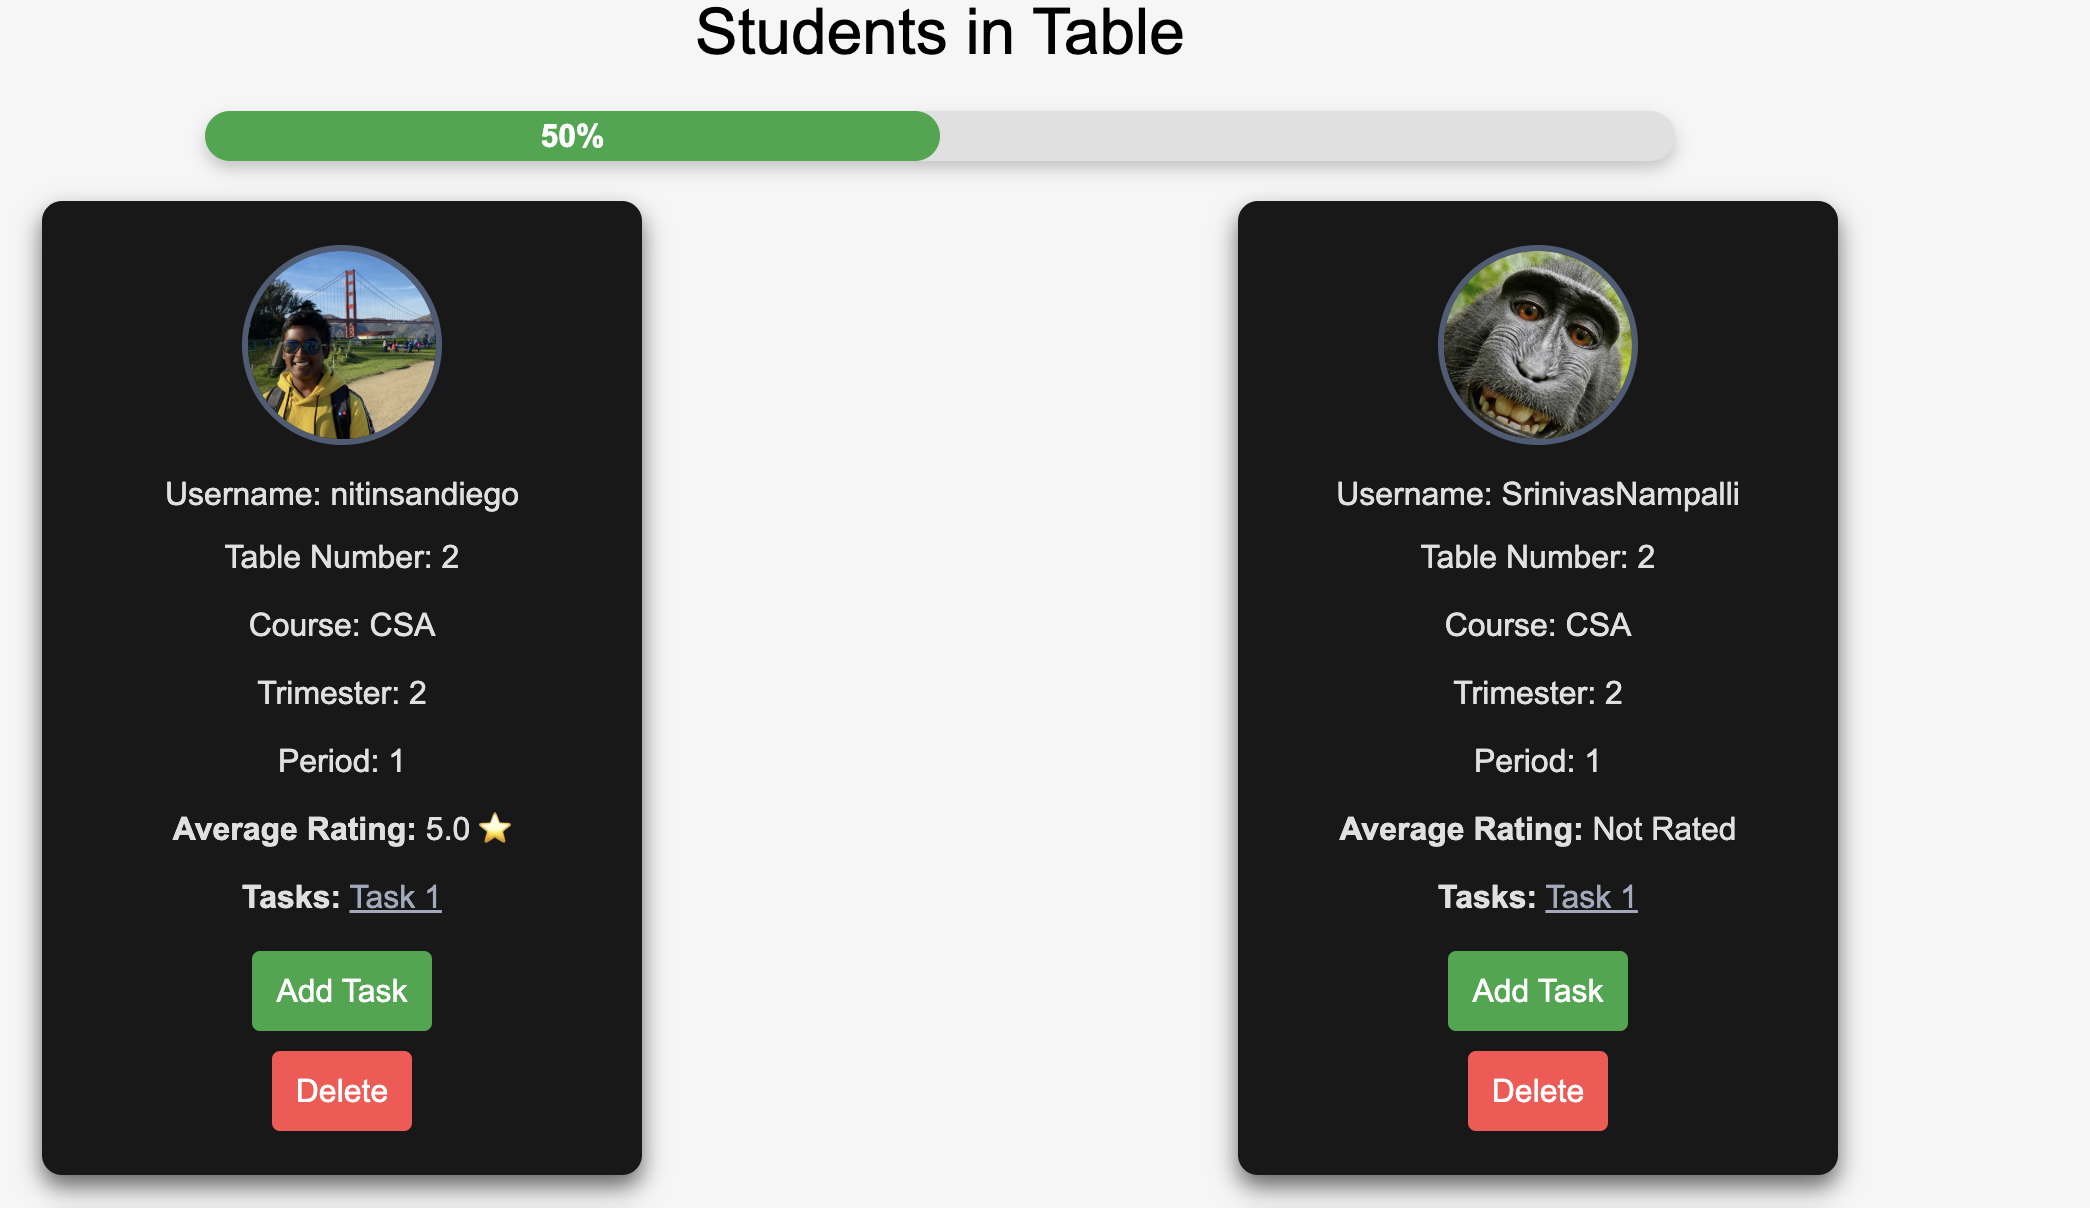 Students in Table
50%
Username: nitinsandiego
Table Number: 2
Course: CSA
Trimester: 2
Period: 1
Average Rating: 5.0 ⭐
Tasks: Task 1
Add Task
Delete
Username: SrinivasNampalli
Table Number: 2
Course: CSA
Trimester: 2
Period: 1
Average Rating: Not Rated
Tasks: Task 1
Add Task
Delete